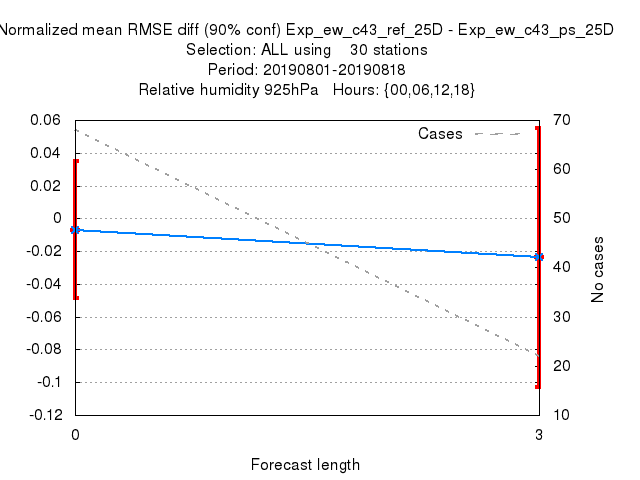 Normalized mean RMSE diff (90% conf) Exp_ew_c43_ref_25D - Exp_ew_c43_ps_25D
Selection: ALL using    30 stations
Period: 20190801-20190818
Relative humidity 925hPa   Hours: {00,06,12,18}
Cases
0.06
0.04
0.02
0
-0.02
-0.04
-0.06
-0.08
-0.1
-0.12
70
60
50
40
30
20
10
No cases
0
3
Forecast length